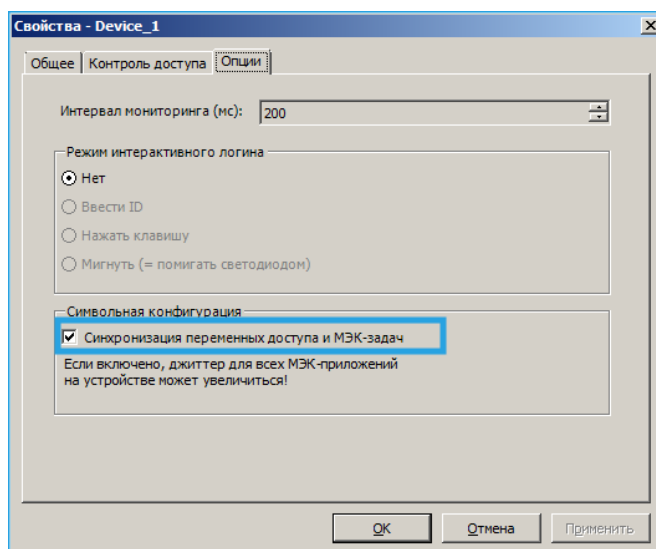 Свойства - Device_1
Общее Контроль доступа Опции
Интервал мониторинга (мс): 200
Режим интерактивного логина
Нет
Ввести ID
Нажать клавишу
Мигнуть (= помигать светодиодом)
Символьная конфигурация
Синхронизация переменных доступа и МЭК-задач
Если включено, джиттер для всех МЭК-приложений
на устройстве может увеличиться!
OK Отмена Применить